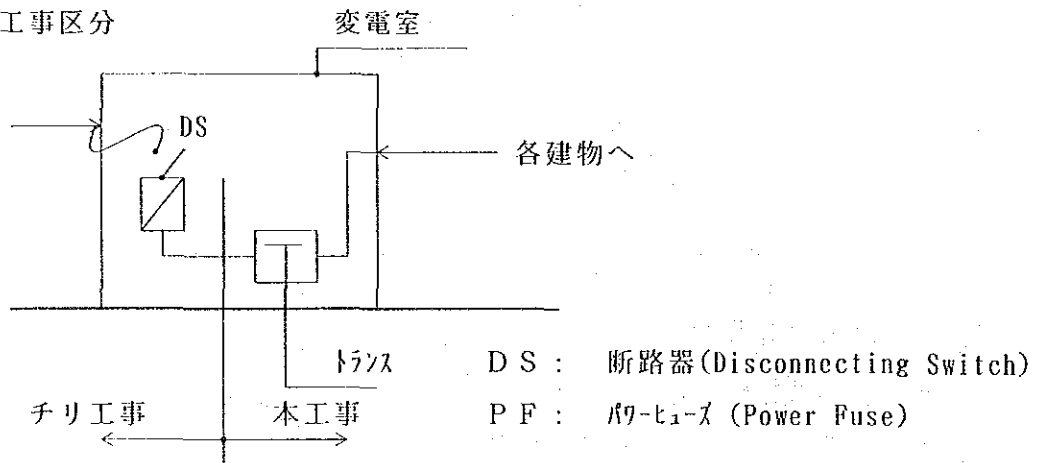 工事区分
変電室
DS
各建物へ
トランス
DS: 断路器(Disconnecting Switch)
チリ工事
本工事
PF: パワーヒューズ (Power Fuse)